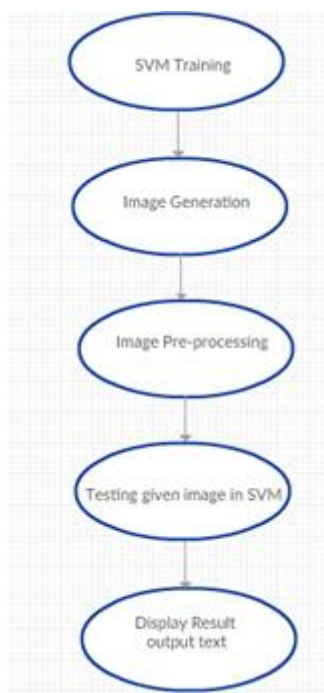 SVM Training
Image Generation
Image Pre-processing
Testing given image in SVM
Display Result
output text